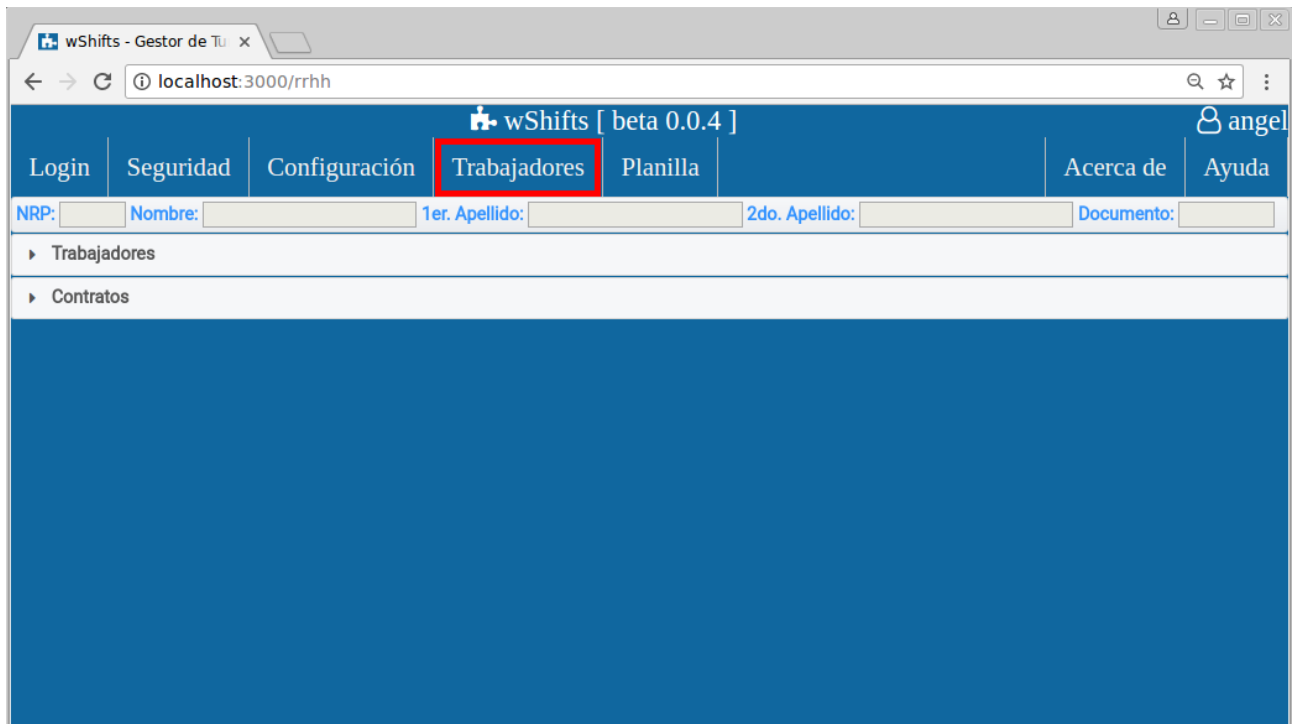 wShifts - Gestor de Tu
localhost:3000/rrhh
wShifts [ beta 0.0.4 ] angel
Login Seguridad Configuración Trabajadores Planilla Acerca de Ayuda
NRP: Nombre: 1er. Apellido: 2do. Apellido: Documento:
Trabajadores
Contratos